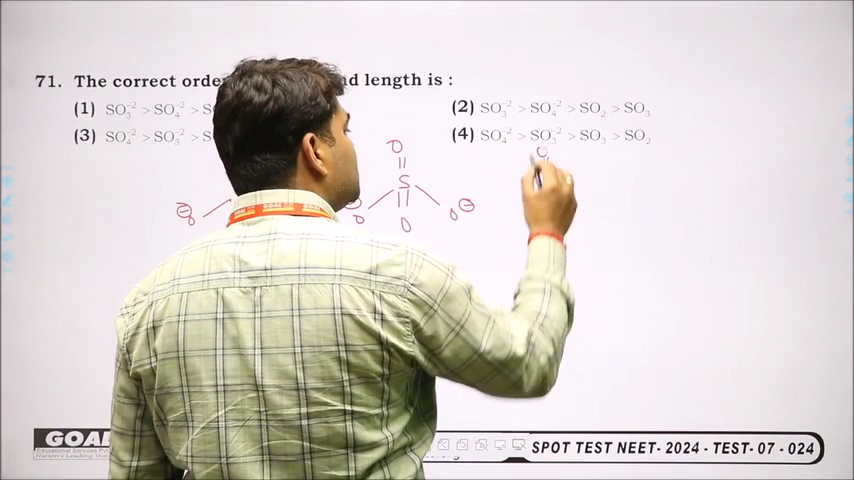 71. The correct orde nd length is :
(1) SO₃⁻² > SO₄⁻² > S
(2) SO₃⁻² > SO₄⁻² > SO₂ > SO₃
(3) SO₄⁻² > SO₃⁻² > S
(4) SO₄⁻² > SO₃⁻² > SO₃ > SO₂
O
S
O
O
O
O
O
GOAL
SPOT TEST NEET- 2024 - TEST- 07 - 024